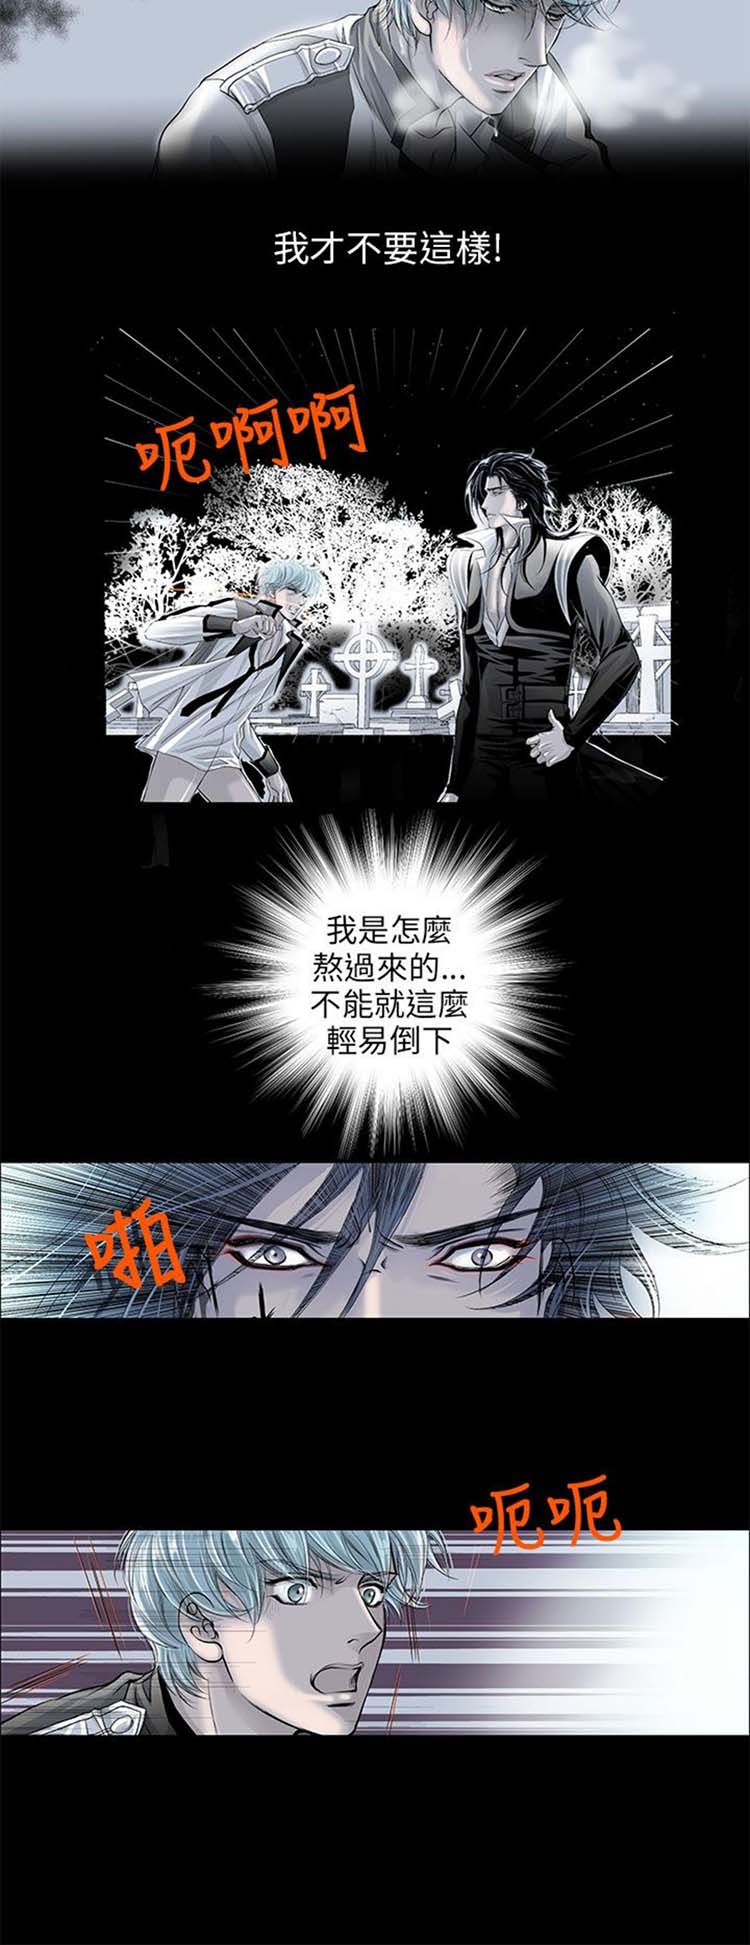 我才不要這樣!
呃啊啊
我是怎麼
熬過來的...
不能就這麼
輕易倒下
啪
呃呃